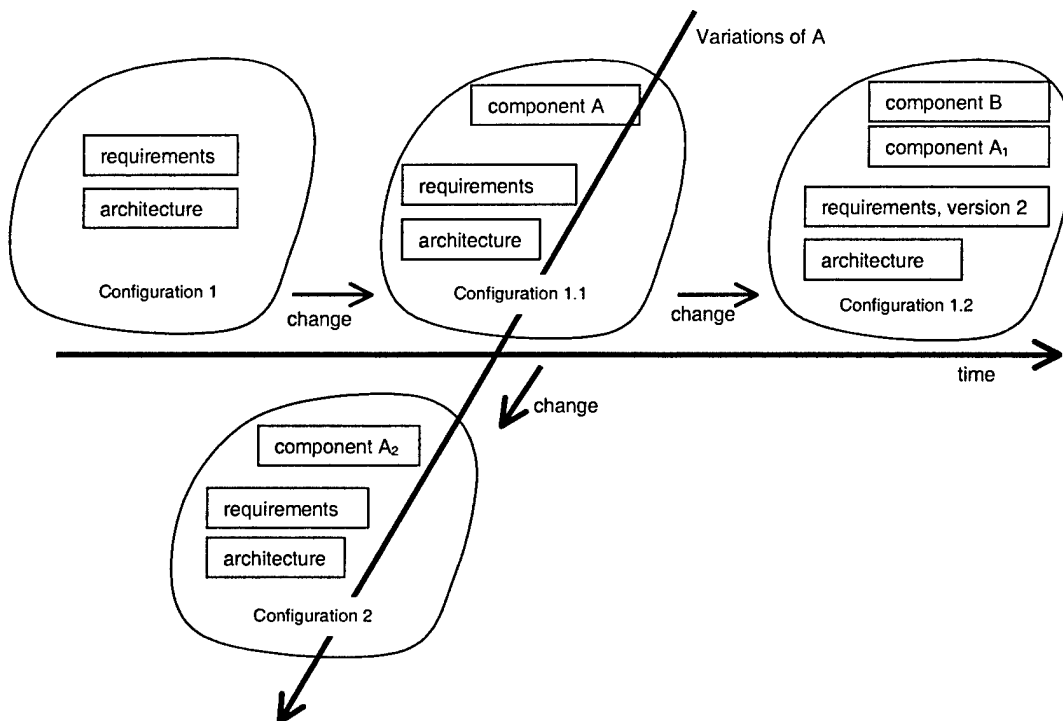 Variations of A
requirements
architecture
Configuration 1
change
component A
requirements
architecture
Configuration 1.1
change
component B
component A₁
requirements, version 2
architecture
Configuration 1.2
time
change
component A₂
requirements
architecture
Configuration 2